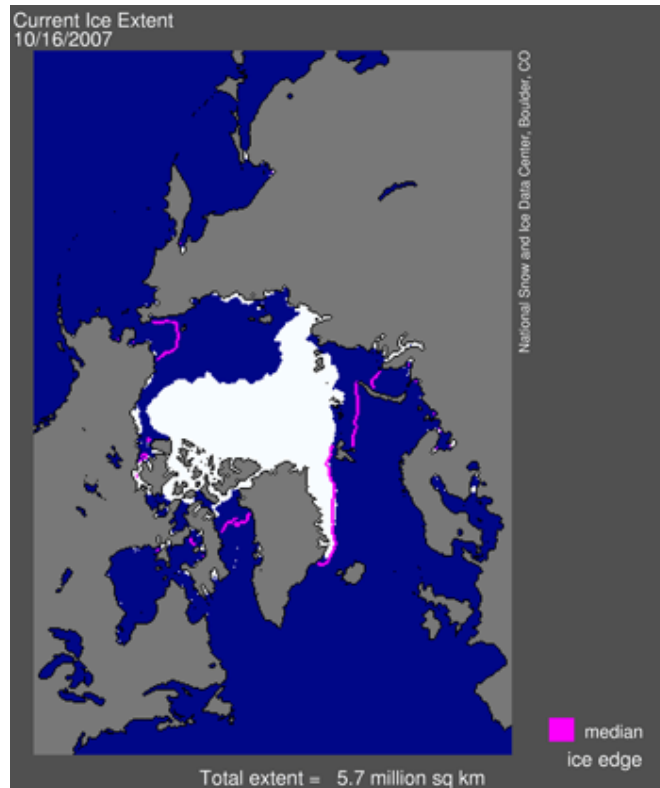 Current Ice Extent
10/16/2007
National Snow and Ice Data Center, Boulder, CO
median
ice edge
Total extent = 5.7 million sq km